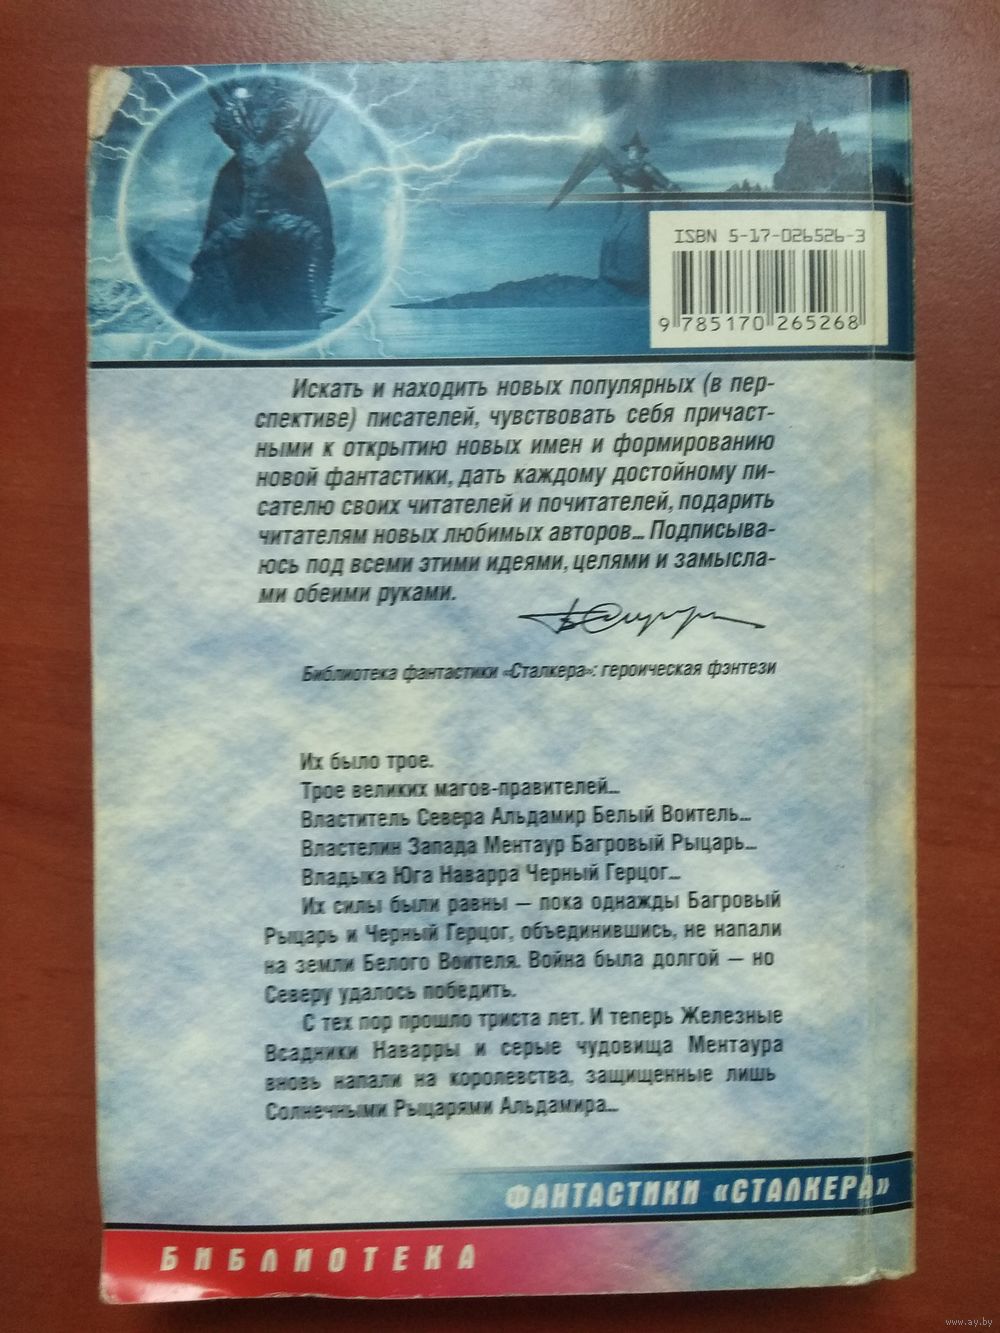 ISBN 5-17-026526-3
9 785170 265268
Искать и находить новых популярных (в пер-
спективе) писателей, чувствовать себя причаст-
ными к открытию новых имен и формированию
новой фантастики, дать каждому достойному пи-
сателю своих читателей и почитателей, подарить
читателям новых любимых авторов... Подписыва-
юсь под всеми этими идеями, целями и замысла-
ми обеими руками.
Библиотека фантастики «Сталкера»: героическая фэнтези
Их было трое.
Трое великих магов-правителей...
Властитель Севера Альдамир Белый Воитель...
Властелин Запада Ментаур Багровый Рыцарь...
Владыка Юга Наварра Черный Герцог...
Их силы были равны — пока однажды Багровый
Рыцарь и Черный Герцог, объединившись, не напали
на земли Белого Воителя. Война была долгой — но
Северу удалось победить.
С тех пор прошло триста лет. И теперь Железные
Всадники Наварры и серые чудовища Ментаура
вновь напали на королевства, защищенные лишь
Солнечными Рыцарями Альдамира...
ФАНТАСТИКИ «СТАЛКЕРА»
БИБЛИОТЕКА
www.ay.by